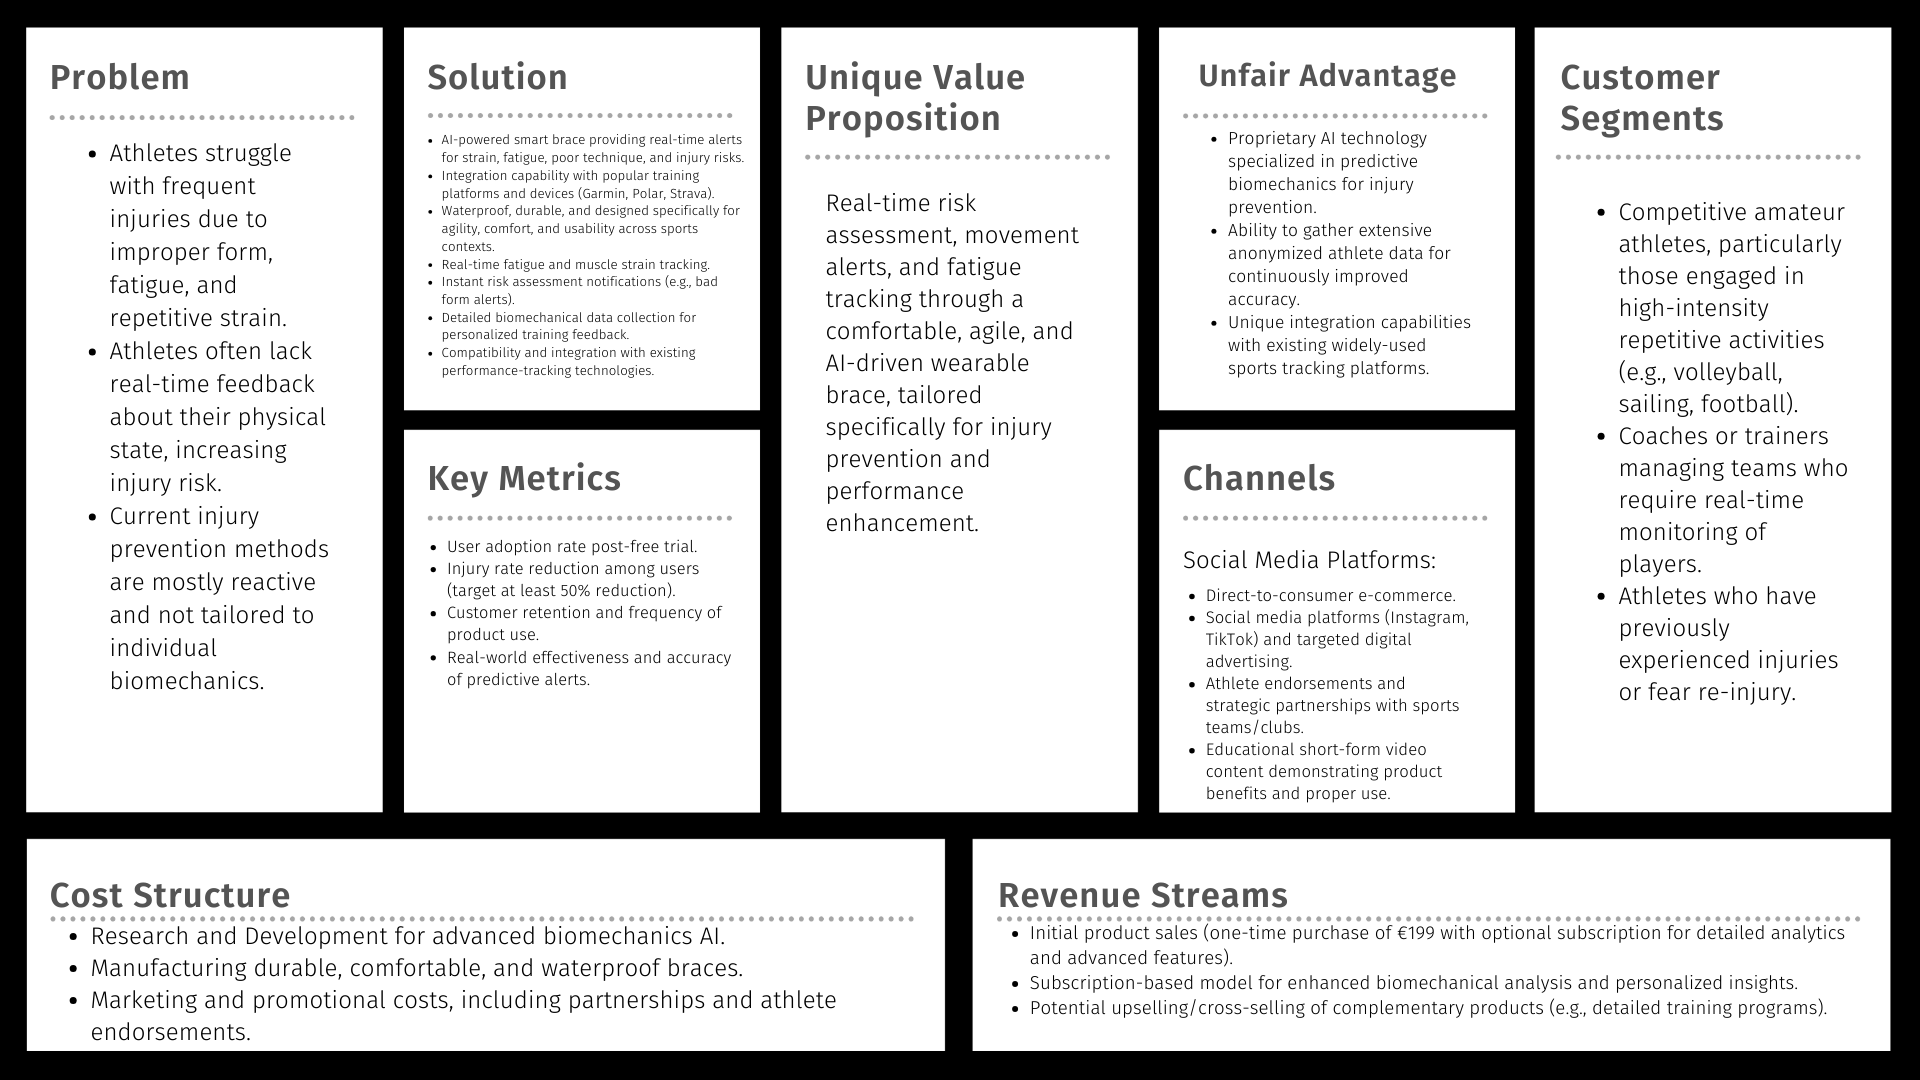 Problem
• Athletes struggle
with frequent
injuries due to
improper form,
fatigue, and
repetitive strain.
• Athletes often lack
real-time feedback
about their physical
state, increasing
injury risk.
• Current injury
prevention methods
are mostly reactive
and not tailored to
individual
biomechanics.
Solution
• AI-powered smart brace providing real-time alerts
for strain, fatigue, poor technique, and injury risks.
• Integration capability with popular training
platforms and devices (Garmin, Polar, Strava).
• Waterproof, durable, and designed specifically for
agility, comfort, and usability across sports
contexts.
• Real-time fatigue and muscle strain tracking.
• Instant risk assessment notifications (e.g., bad
form alerts).
• Detailed biomechanical data collection for
personalized training feedback.
• Compatibility and integration with existing
performance-tracking technologies.
Key Metrics
• User adoption rate post-free trial.
• Injury rate reduction among users
(target at least 50% reduction).
• Customer retention and frequency of
product use.
• Real-world effectiveness and accuracy
of predictive alerts.
Unique Value
Proposition
Real-time risk
assessment, movement
alerts, and fatigue
tracking through a
comfortable, agile, and
AI-driven wearable
brace, tailored
specifically for injury
prevention and
performance
enhancement.
Unfair Advantage
• Proprietary AI technology
specialized in predictive
biomechanics for injury
prevention.
• Ability to gather extensive
anonymized athlete data for
continuously improved
accuracy.
• Unique integration capabilities
with existing widely-used
sports tracking platforms.
Channels
Social Media Platforms:
• Direct-to-consumer e-commerce.
• Social media platforms (Instagram,
TikTok) and targeted digital
advertising.
• Athlete endorsements and
strategic partnerships with sports
teams/clubs.
• Educational short-form video
content demonstrating product
benefits and proper use.
Customer
Segments
• Competitive amateur
athletes, particularly
those engaged in
high-intensity
repetitive activities
(e.g., volleyball,
sailing, football).
• Coaches or trainers
managing teams who
require real-time
monitoring of
players.
• Athletes who have
previously
experienced injuries
or fear re-injury.
Cost Structure
• Research and Development for advanced biomechanics AI.
• Manufacturing durable, comfortable, and waterproof braces.
• Marketing and promotional costs, including partnerships and athlete
endorsements.
Revenue Streams
• Initial product sales (one-time purchase of €199 with optional subscription for detailed analytics
and advanced features).
• Subscription-based model for enhanced biomechanical analysis and personalized insights.
• Potential upselling/cross-selling of complementary products (e.g., detailed training programs).